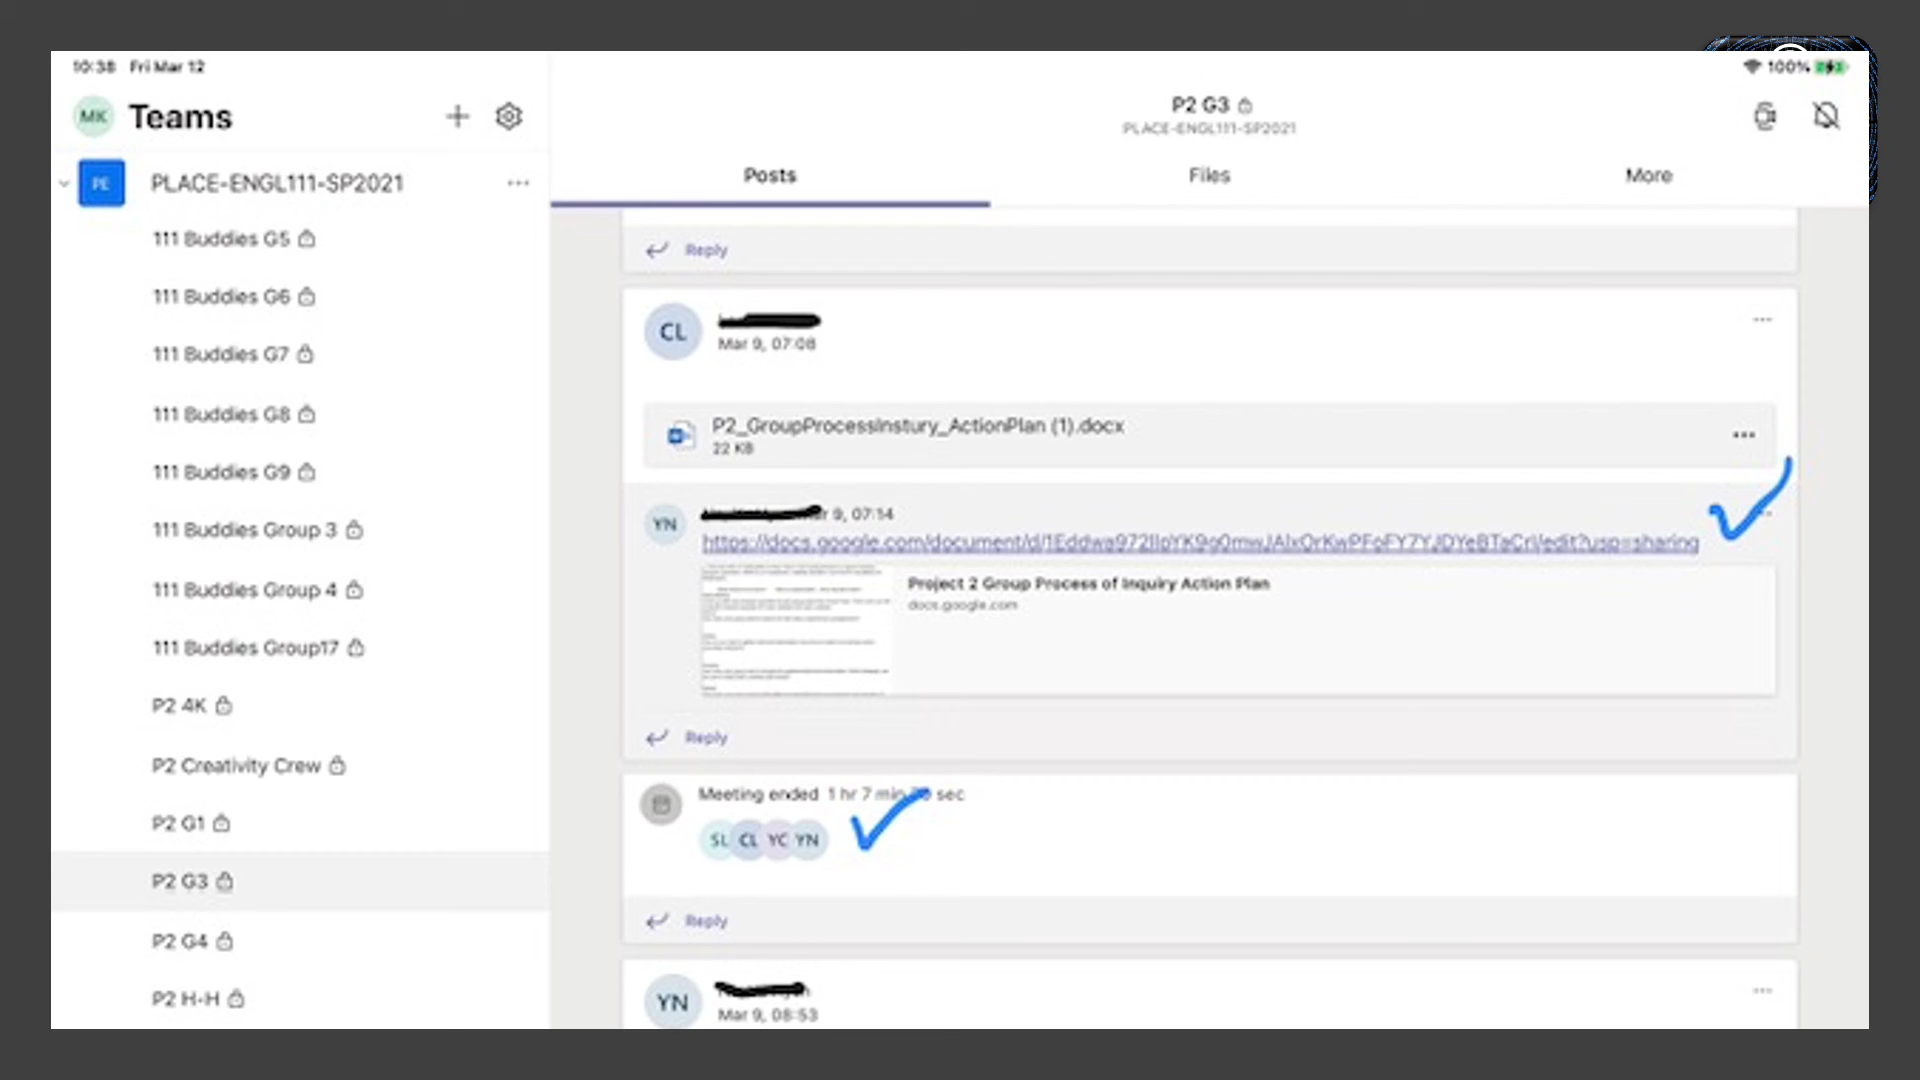 10:38 Fri Mar 12
100%
MK Teams
PE PLACE-ENGL111-SP2021
111 Buddies G5
111 Buddies G6
111 Buddies G7
111 Buddies G8
111 Buddies G9
111 Buddies Group 3
111 Buddies Group 4
111 Buddies Group17
P2 4K
P2 Creativity Crew
P2 G1
P2 G3
P2 G4
P2 H-H
P2 G3
PLACE-ENGL111-SP2021
Posts Files More
Reply
CL
Mar 9, 07:08
P2_GroupProcessInstury_ActionPlan (1).docx
22 KB
YN 9, 07:14
Project 2 Group Process of Inquiry Action Plan
docs.google.com
Reply
Meeting ended 1 hr 7 min sec
SL CL YC YN
Reply
YN
Mar 9, 08:53